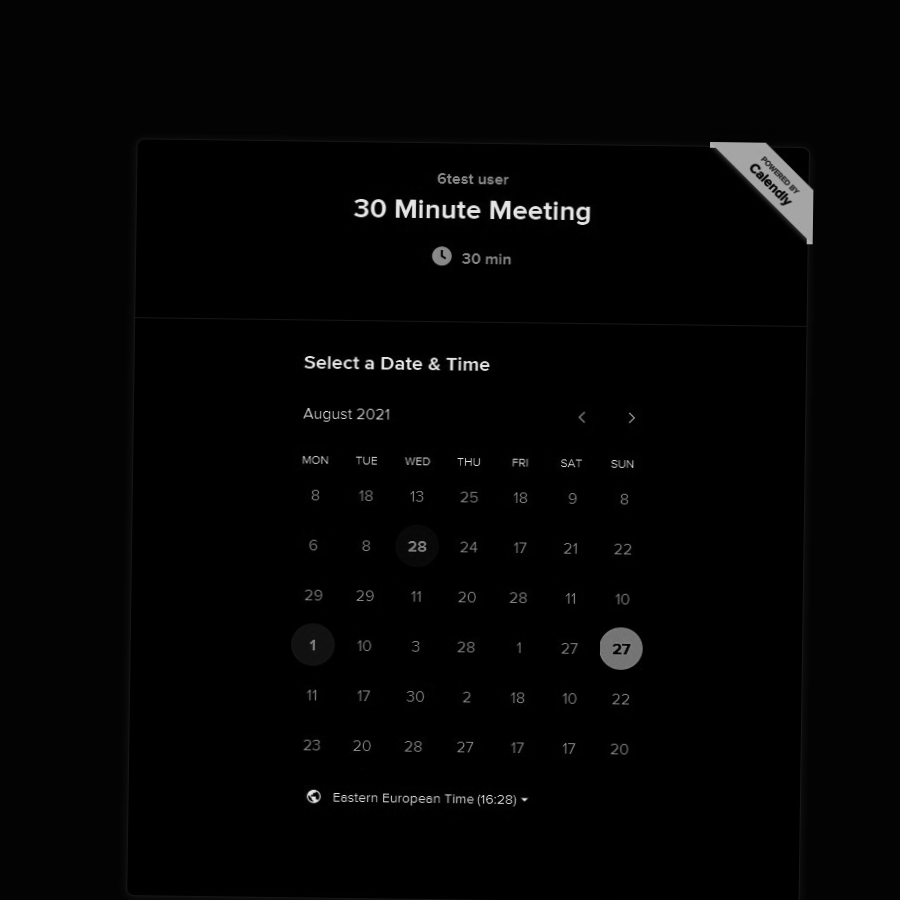 POWERED BY
Calendly
6test user
30 Minute Meeting
30 min
Select a Date & Time
August 2021
MON TUE WED THU FRI SAT SUN
8 18 13 25 18 9 8
6 8 28 24 17 21 22
29 29 11 20 28 11 10
1 10 3 28 1 27 27
11 17 30 2 18 10 22
23 20 28 27 17 17 20
Eastern European Time (16:28)